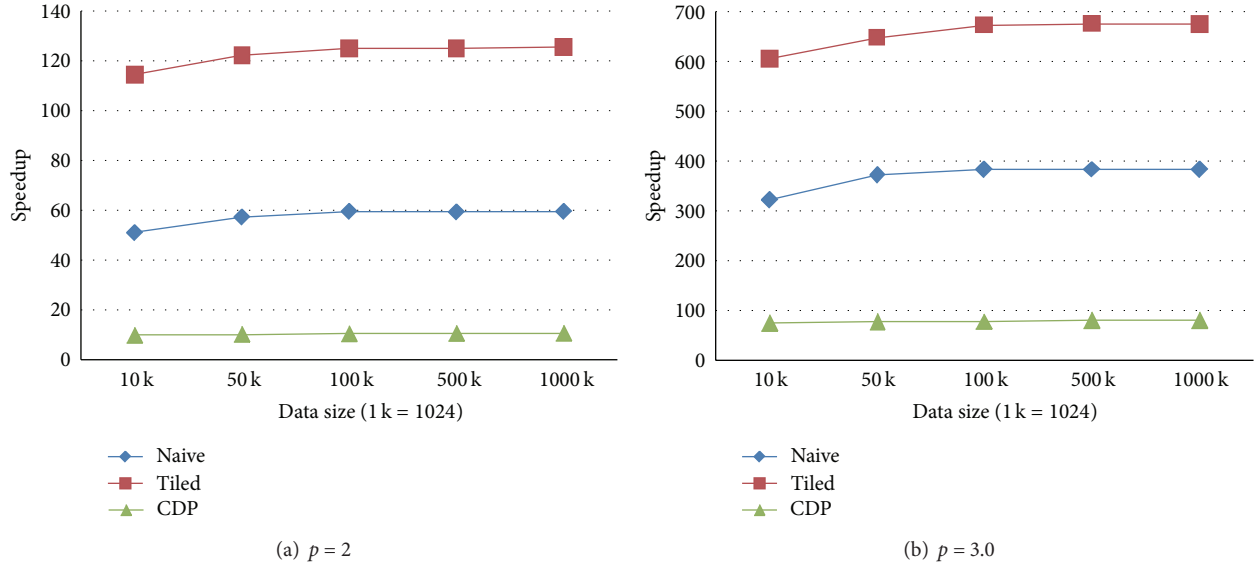 140
120
100
80
60
40
20
0
Speedup
10 k 50 k 100 k 500 k 1000 k
Data size (1 k = 1024)
Naive
Tiled
CDP
(a) p = 2
700
600
500
400
300
200
100
0
Speedup
10 k 50 k 100 k 500 k 1000 k
Data size (1 k = 1024)
Naive
Tiled
CDP
(b) p = 3.0